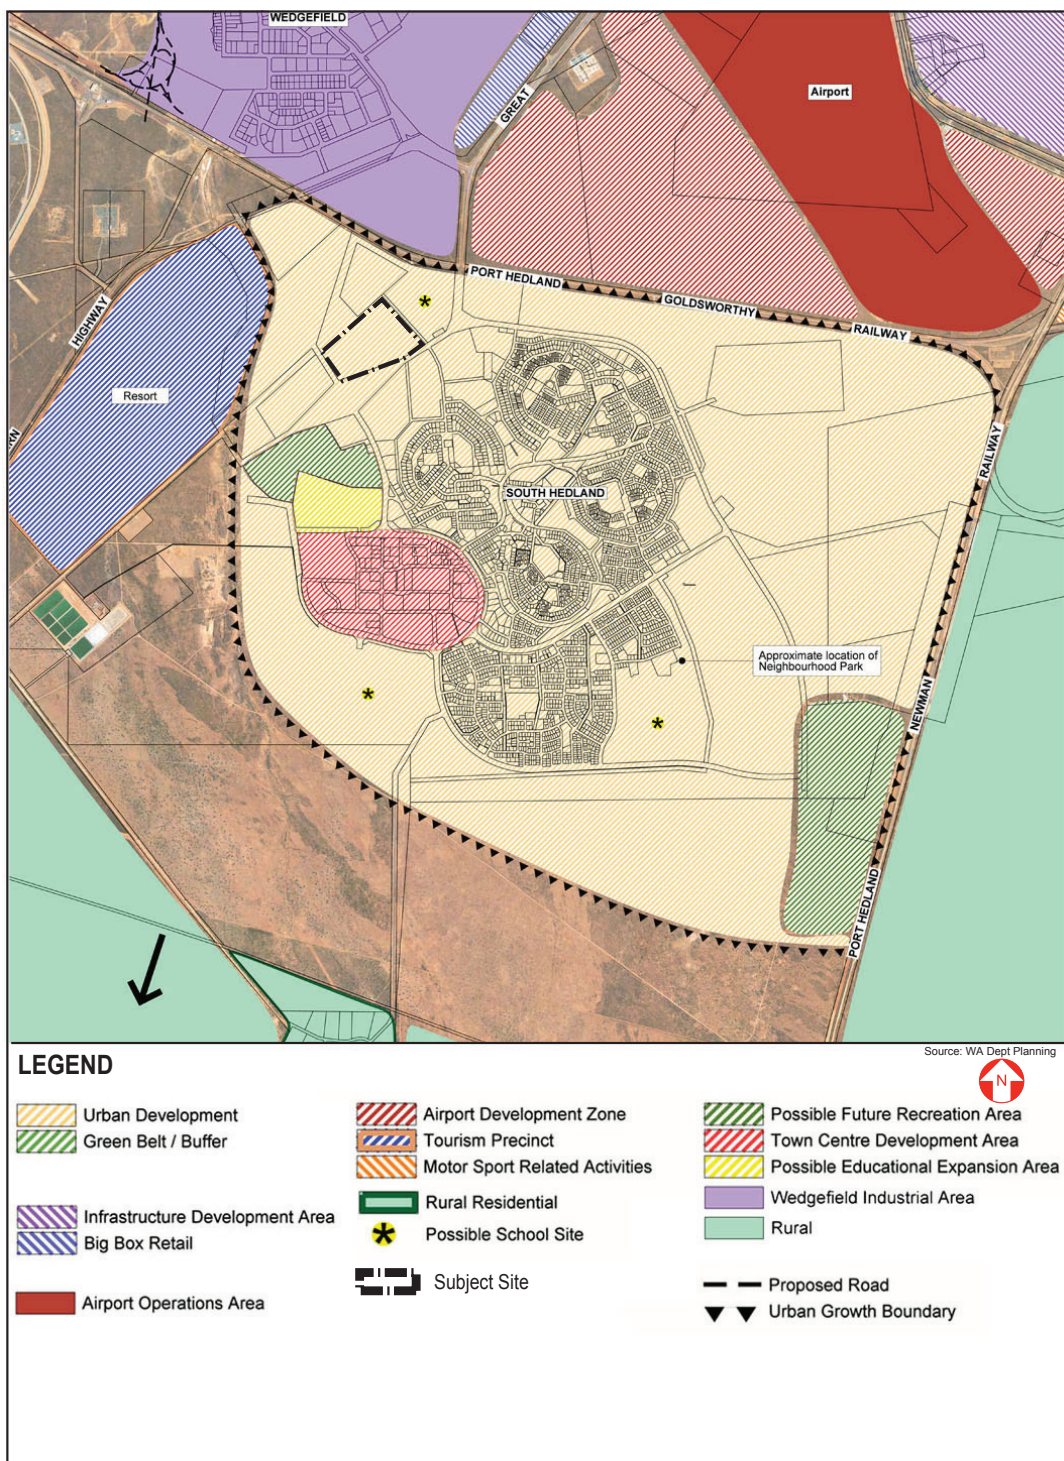 WEDGEFIELD
GREAT
Airport
PORT HEDLAND
GOLDSWORTHY
RAILWAY
HIGHWAY
Resort
RAILWAY
SOUTH HEDLAND
Approximate location of
Neighbourhood Park
NEWMAN
PORT HEDLAND
Source: WA Dept Planning
LEGEND
N
Urban Development
Green Belt / Buffer
Infrastructure Development Area
Big Box Retail
Airport Operations Area
Airport Development Zone
Tourism Precinct
Motor Sport Related Activities
Rural Residential
Possible School Site
Subject Site
Possible Future Recreation Area
Town Centre Development Area
Possible Educational Expansion Area
Wedgefield Industrial Area
Rural
Proposed Road
Urban Growth Boundary